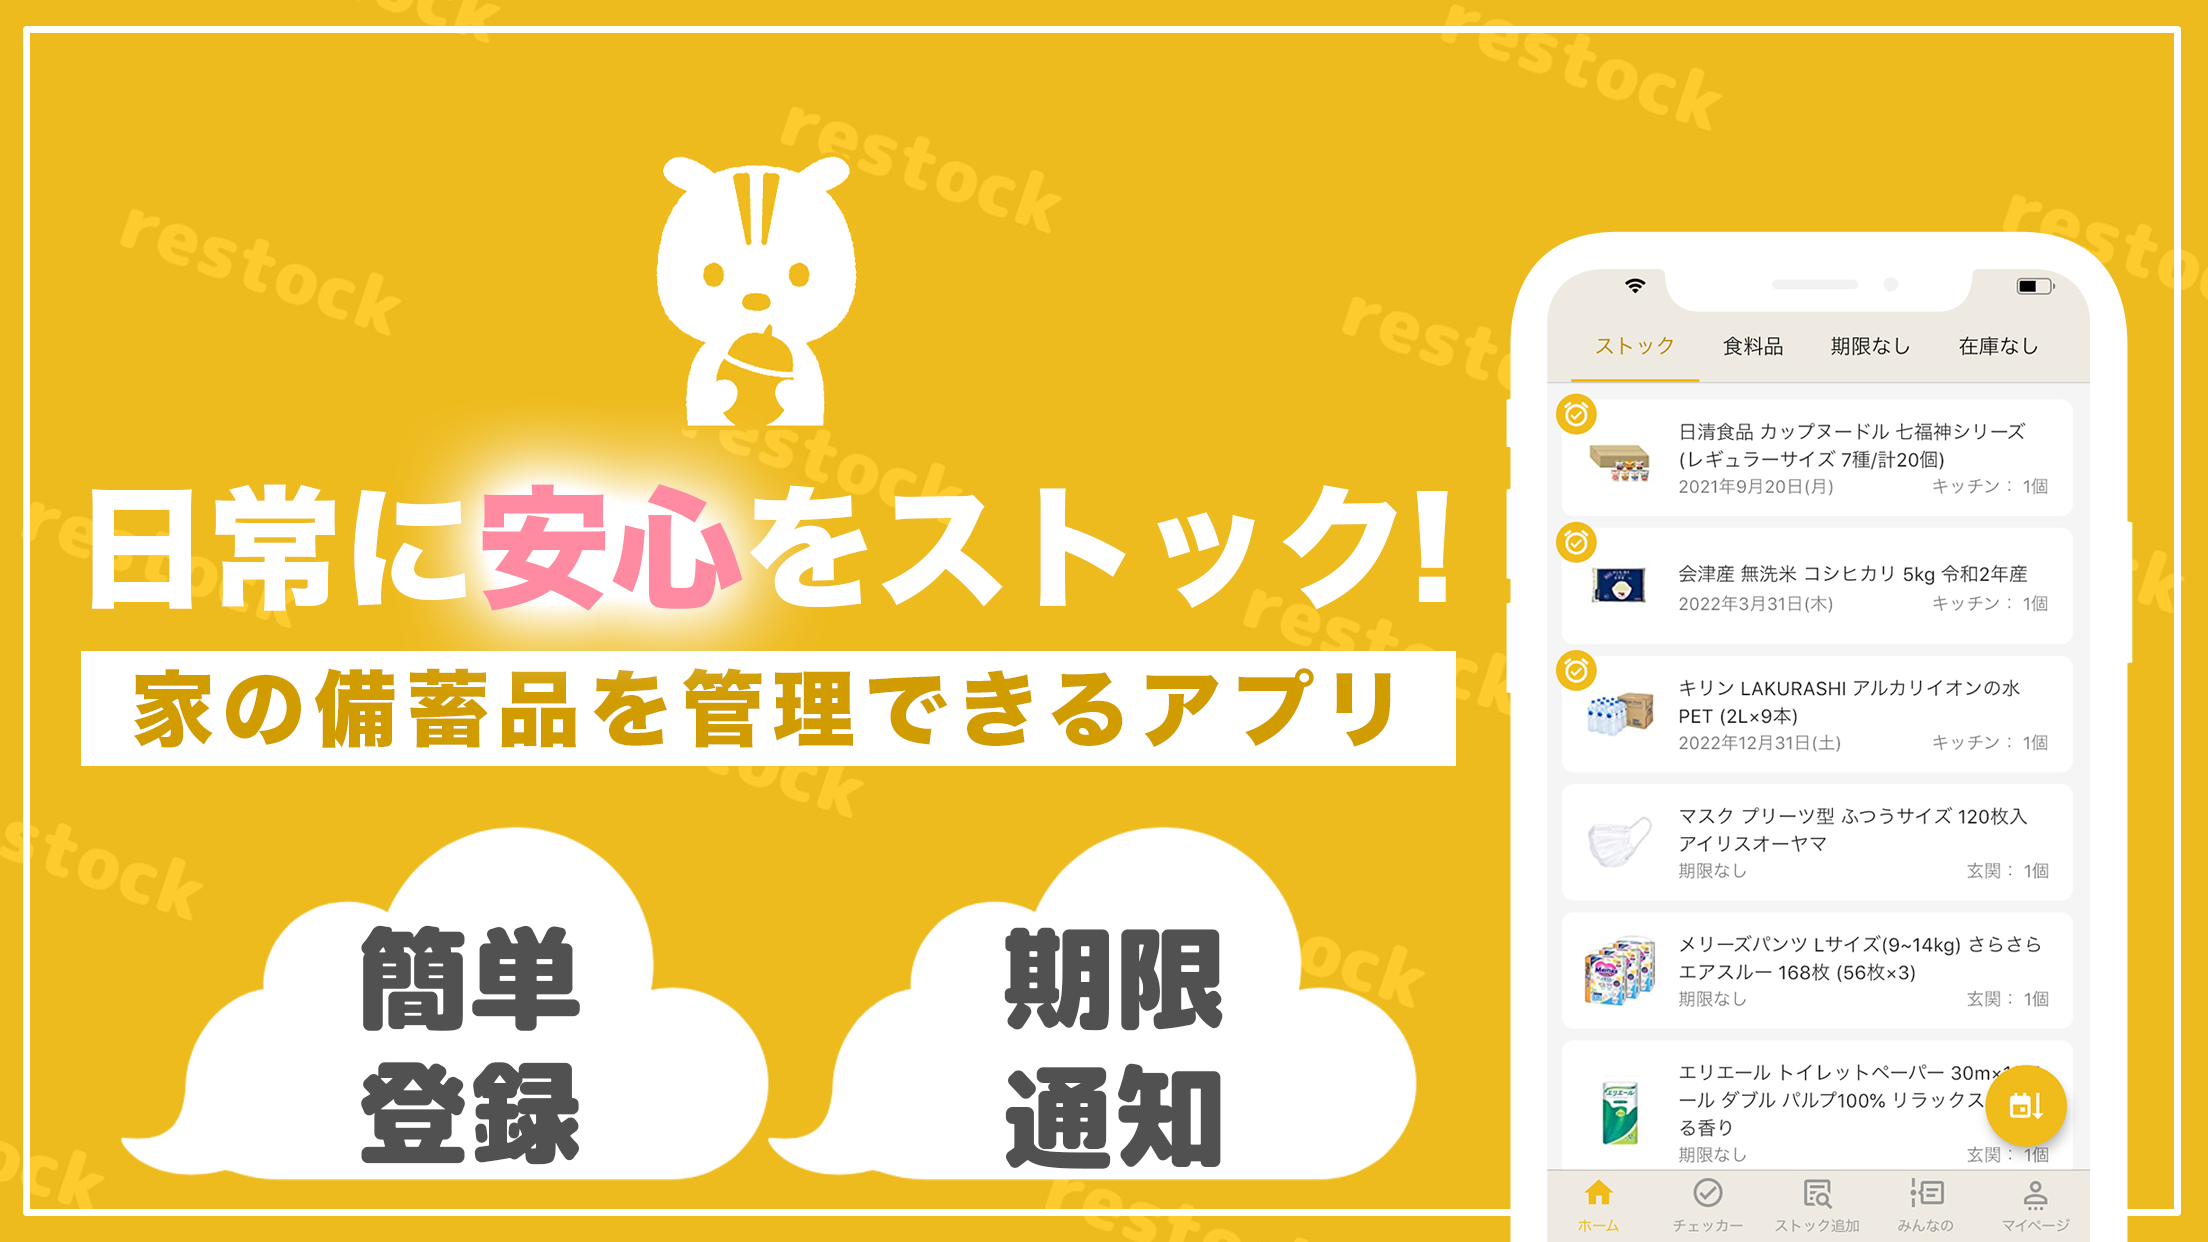 restock
restock
restock
restock
日常に安心をストック!
家の備蓄品を管理できるアプリ
簡単
登録
期限
通知
ストック 食料品 期限なし 在庫なし
日清食品 カップヌードル 七福神シリーズ
(レギュラーサイズ 7種/計20個)
2021年9月20日(月) キッチン： 1個
会津産 無洗米 コシヒカリ 5kg 令和2年産
2022年3月31日(木) キッチン： 1個
キリン LAKURASHI アルカリイオンの水
PET (2L×9本)
2022年12月31日(土) キッチン： 1個
マスク プリーツ型 ふつうサイズ 120枚入
アイリスオーヤマ
期限なし 玄関： 1個
メリーズパンツ Lサイズ(9~14kg) さらさら
エアスルー 168枚 (56枚×3)
期限なし 玄関： 1個
エリエール トイレットペーパー 30m×1
ール ダブル パルプ100% リラックス
る香り
期限なし 玄関： 1個
ホーム チェッカー ストック追加 みんなの マイページ